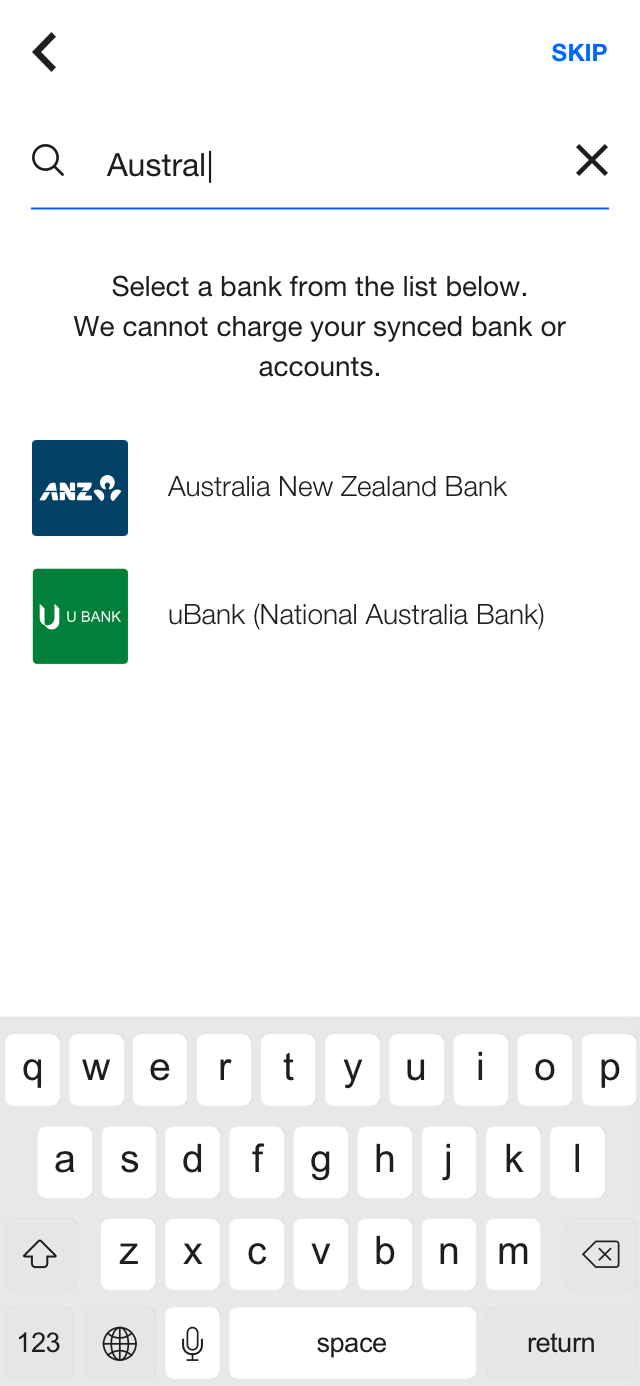 SKIP
Austral
Select a bank from the list below.
We cannot charge your synced bank or
accounts.
ANZ
Australia New Zealand Bank
U BANK
uBank (National Australia Bank)
q w e r t y u i o p
a s d f g h j k l
z x c v b n m
123 space return